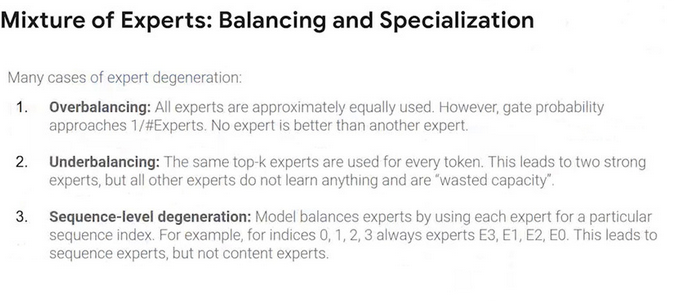 Mixture of Experts: Balancing and Specialization
Many cases of expert degeneration:
1. Overbalancing: All experts are approximately equally used. However, gate probability
approaches 1/#Experts. No expert is better than another expert.
2. Underbalancing: The same top-k experts are used for every token. This leads to two strong
experts, but all other experts do not learn anything and are "wasted capacity".
3. Sequence-level degeneration: Model balances experts by using each expert for a particular
sequence index. For example, for indices 0, 1, 2, 3 always experts E3, E1, E2, E0. This leads to
sequence experts, but not content experts.